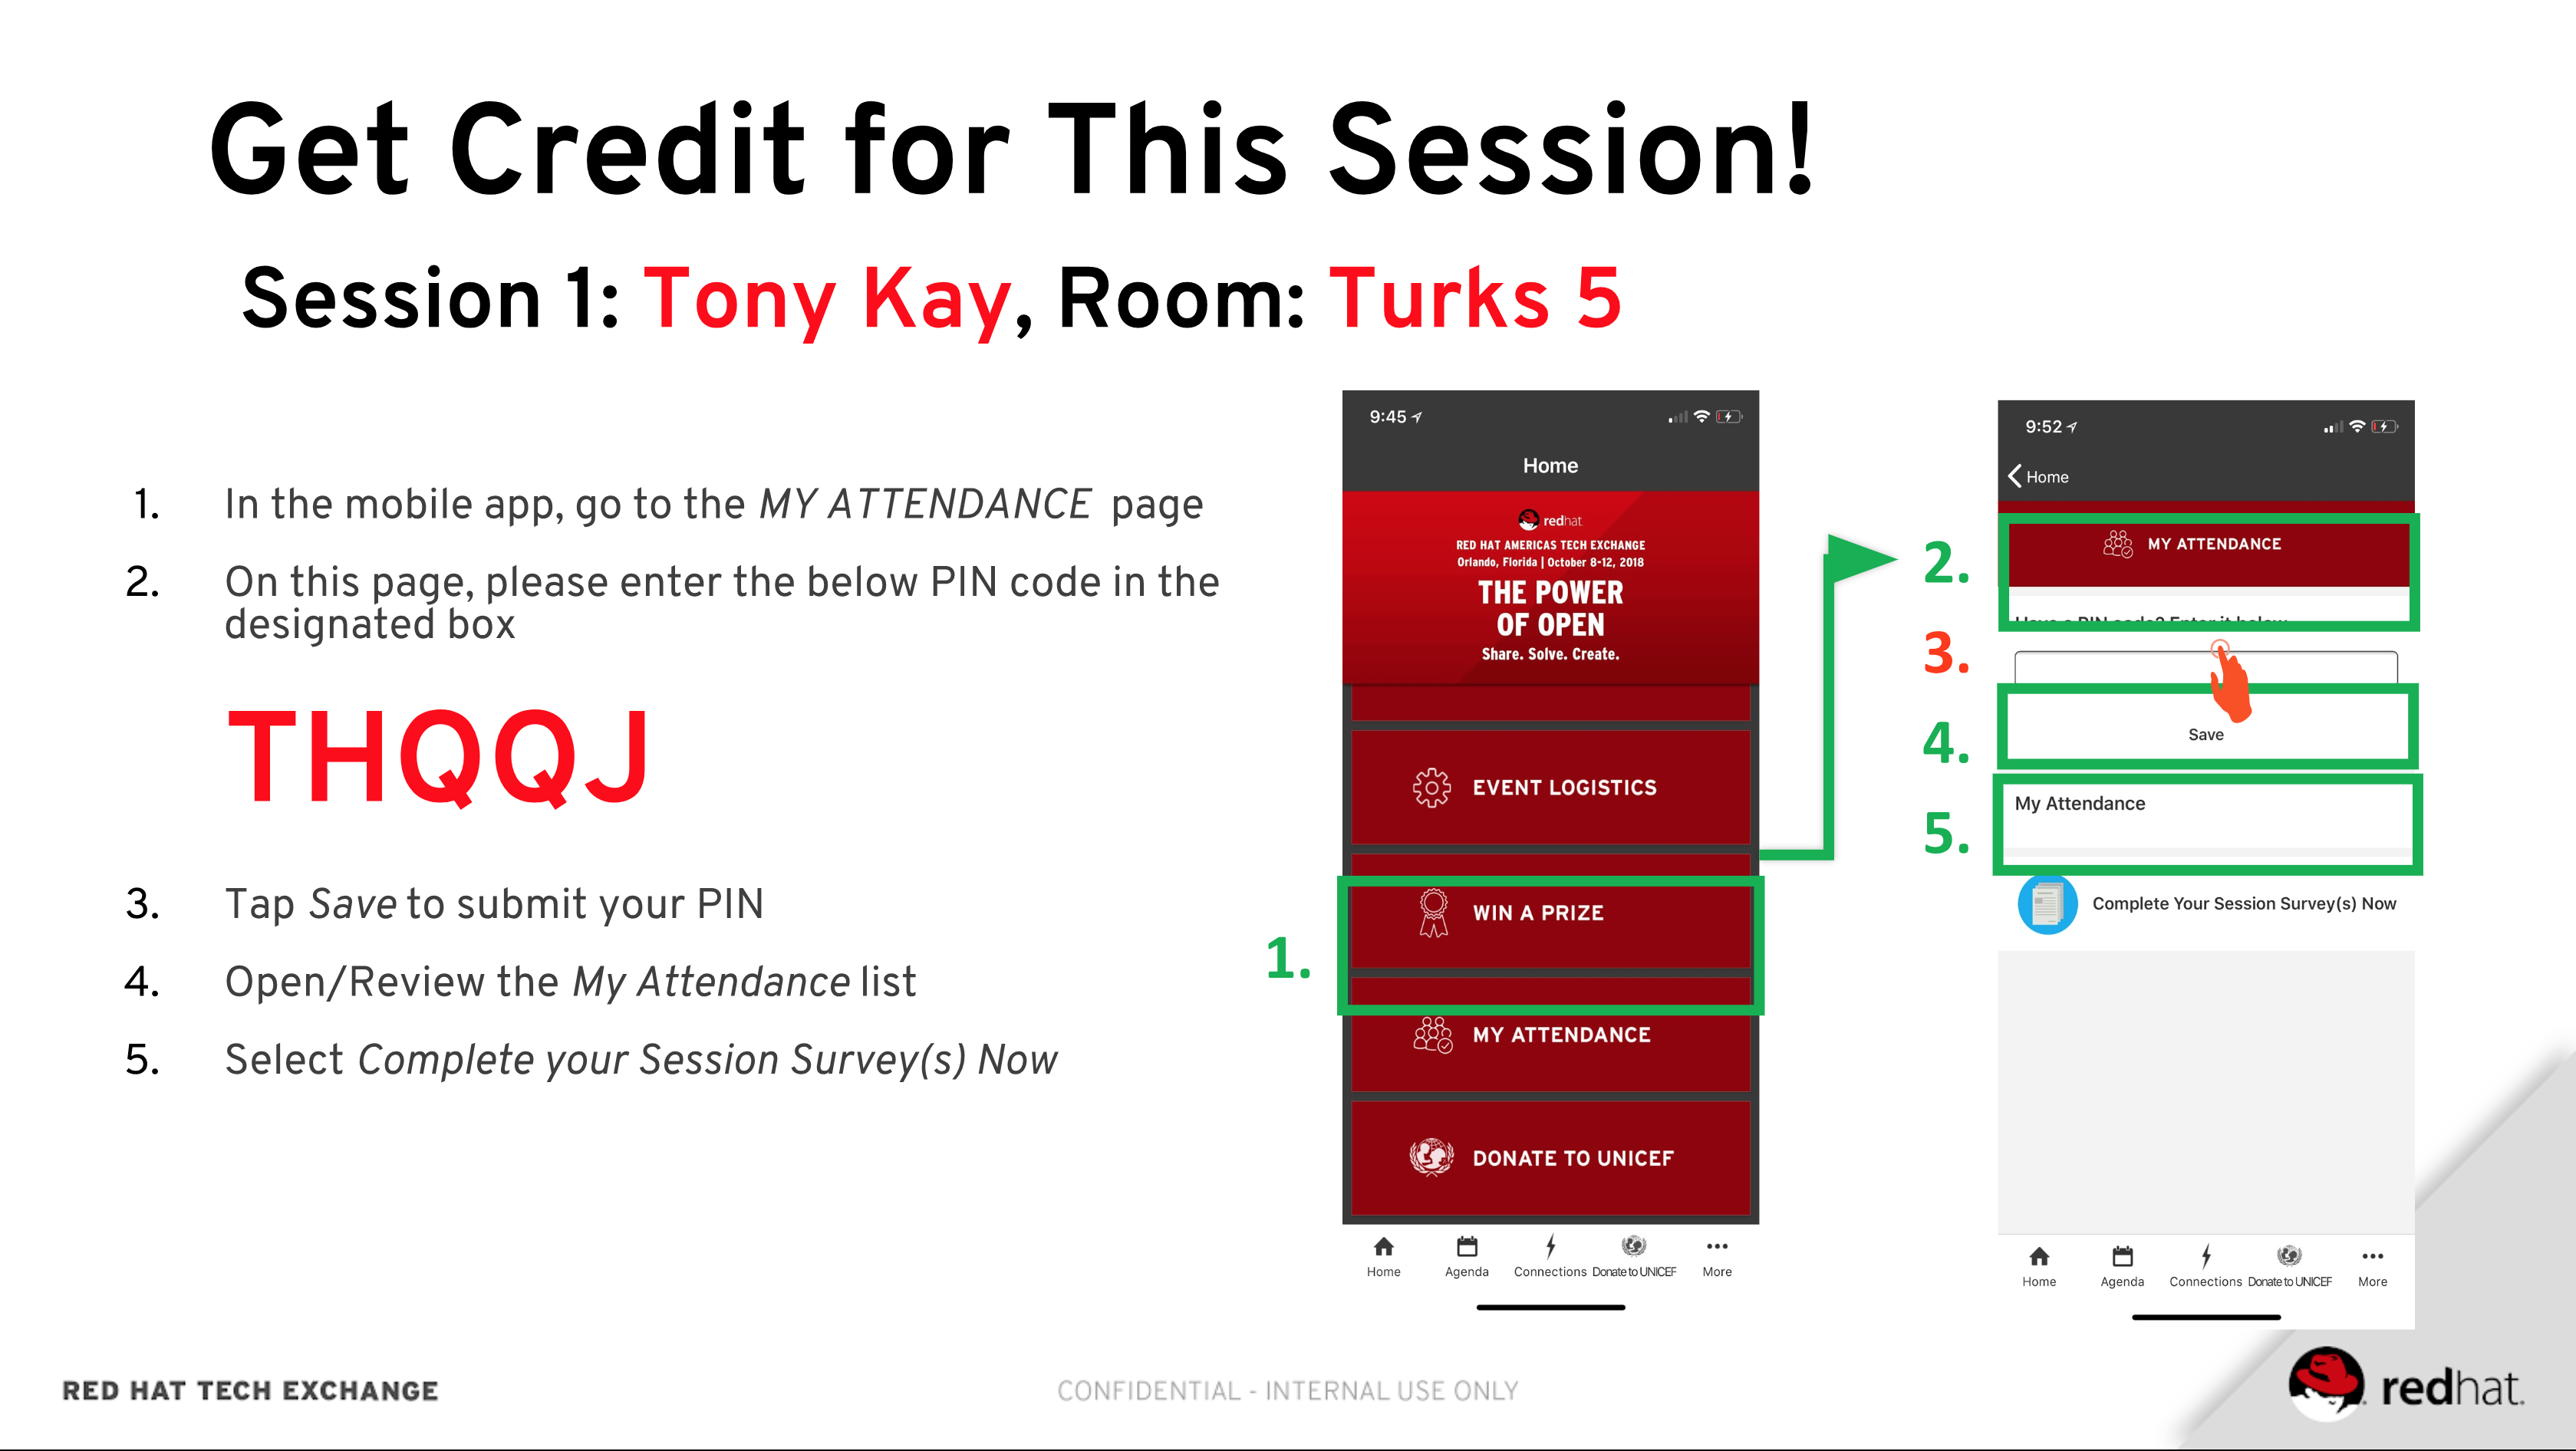 Get Credit for This Session!
Session 1: Tony Kay, Room: Turks 5
1. In the mobile app, go to the MY ATTENDANCE page
2. On this page, please enter the below PIN code in the
designated box
THQQJ
3. Tap Save to submit your PIN
4. Open/Review the My Attendance list
5. Select Complete your Session Survey(s) Now
1.
9:45
Home
redhat
RED HAT AMERICAS TECH EXCHANGE
Orlando, Florida | October 8-12, 2018
THE POWER
OF OPEN
Share. Solve. Create.
EVENT LOGISTICS
WIN A PRIZE
MY ATTENDANCE
DONATE TO UNICEF
Home Agenda Connections Donate to UNICEF More
2.
3.
4.
5.
9:52
Home
MY ATTENDANCE
Have a PIN code? Enter it below
Save
My Attendance
Complete Your Session Survey(s) Now
Home Agenda Connections Donate to UNICEF More
RED HAT TECH EXCHANGE
CONFIDENTIAL - INTERNAL USE ONLY
redhat.